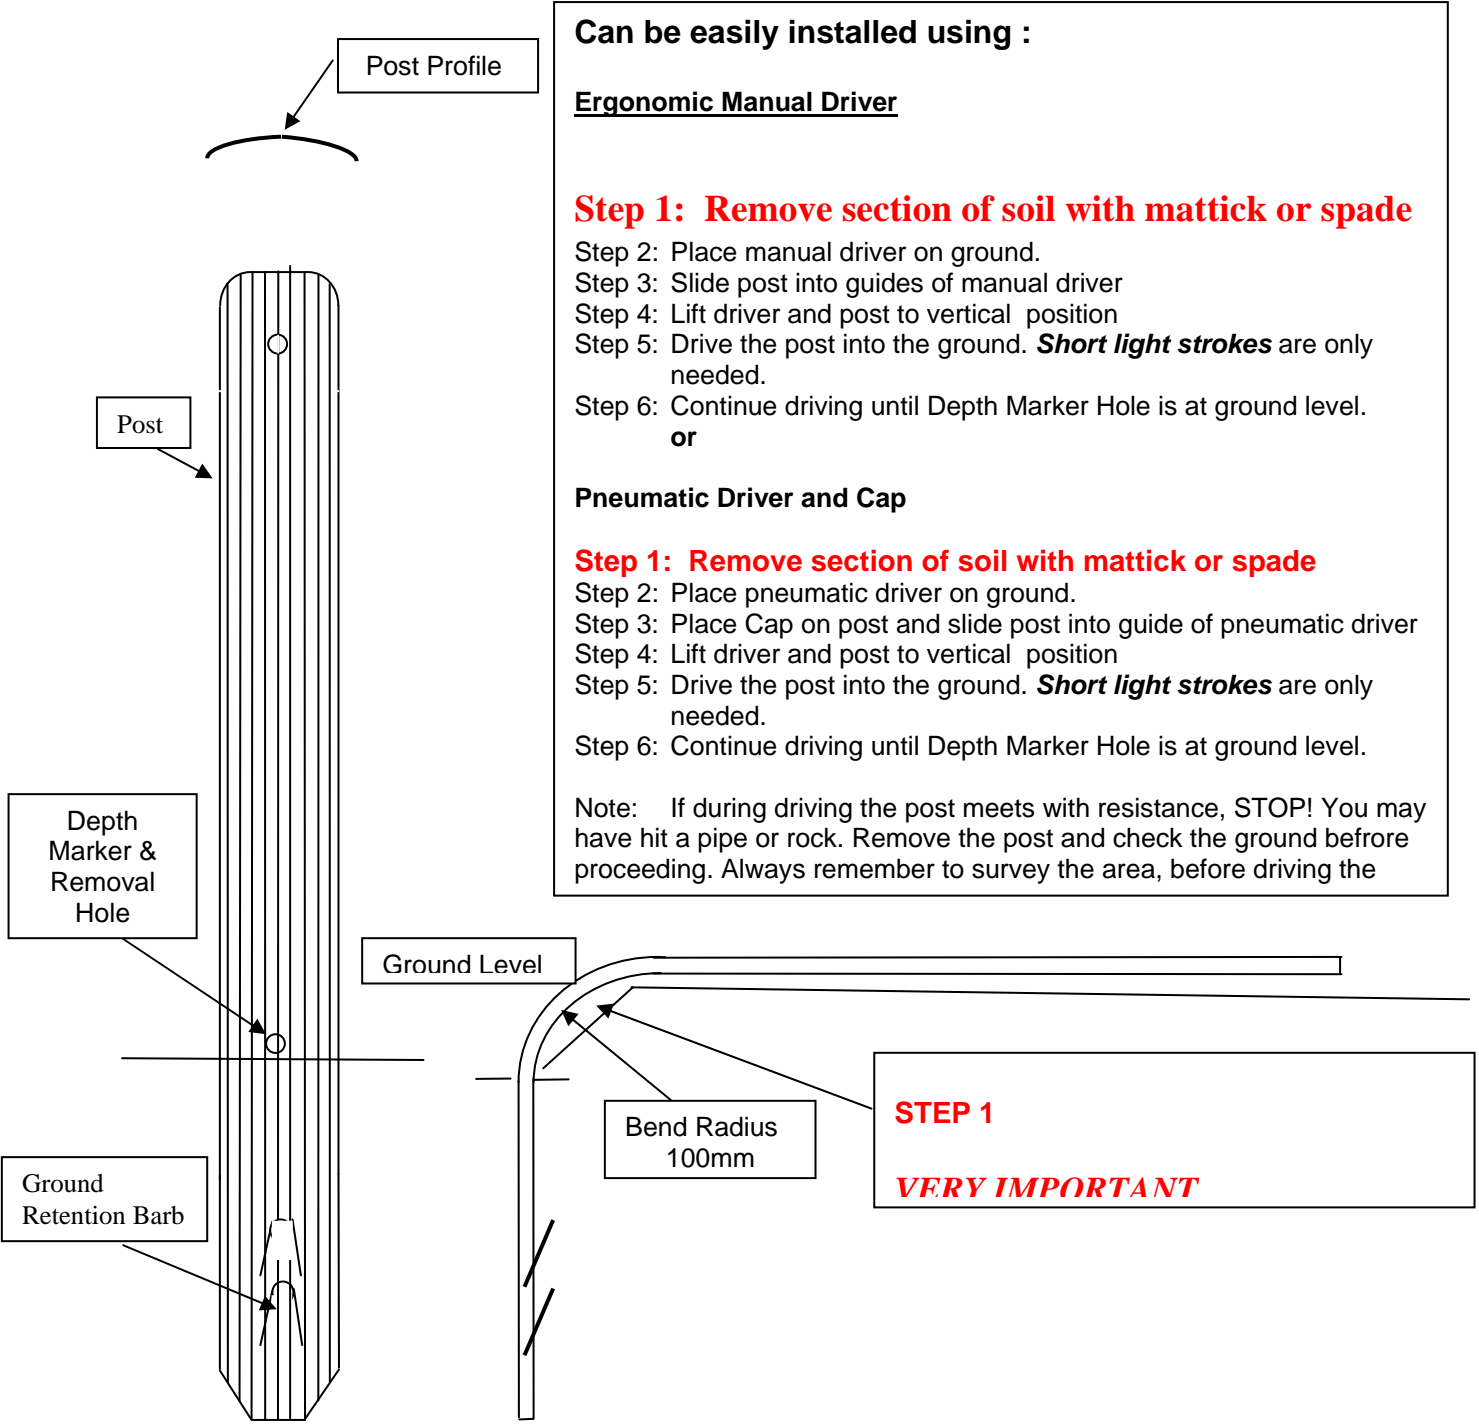 Post Profile
Can be easily installed using :
Ergonomic Manual Driver
Step 1: Remove section of soil with mattick or spade
Step 2: Place manual driver on ground.
Step 3: Slide post into guides of manual driver
Step 4: Lift driver and post to vertical position
Step 5: Drive the post into the ground. Short light strokes are only
needed.
Step 6: Continue driving until Depth Marker Hole is at ground level.
or
Pneumatic Driver and Cap
Step 1: Remove section of soil with mattick or spade
Step 2: Place pneumatic driver on ground.
Step 3: Place Cap on post and slide post into guide of pneumatic driver
Step 4: Lift driver and post to vertical position
Step 5: Drive the post into the ground. Short light strokes are only
needed.
Step 6: Continue driving until Depth Marker Hole is at ground level.
Note: If during driving the post meets with resistance, STOP! You may
have hit a pipe or rock. Remove the post and check the ground befrore
proceeding. Always remember to survey the area, before driving the
Post
Depth
Marker &
Removal
Hole
Ground Level
Bend Radius
100mm
STEP 1
VERY IMPORTANT
Ground
Retention Barb